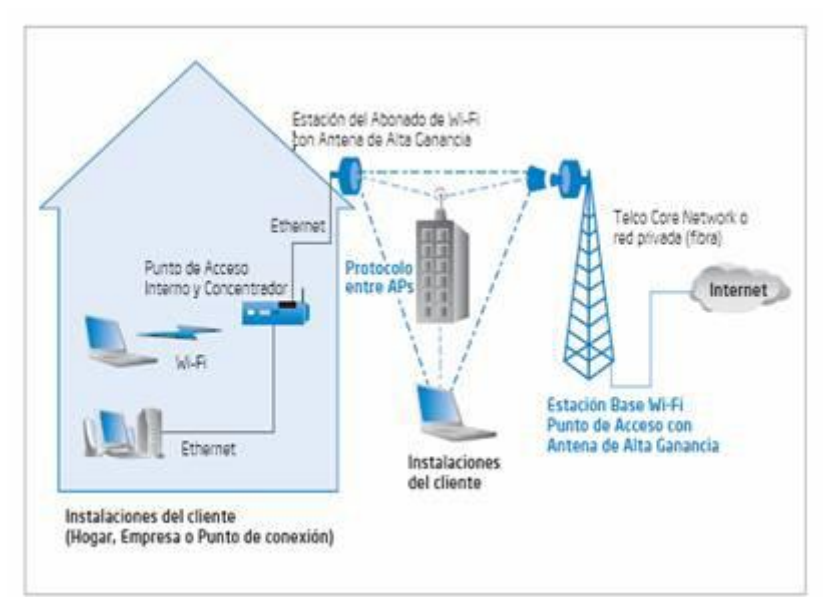 Estación del Abonado de Wi-Fi
con Antena de Alta Ganancia
Ethernet
Telco Core Network o
red privada (fibra)
Punto de Acceso
Interno y Concentrador
Protocolo
entre APs
Internet
Wi-Fi
Estación Base Wi-Fi
Punto de Acceso con
Antena de Alta Ganancia
Ethernet
Instalaciones
del cliente
Instalaciones del cliente
(Hogar, Empresa o Punto de conexión)